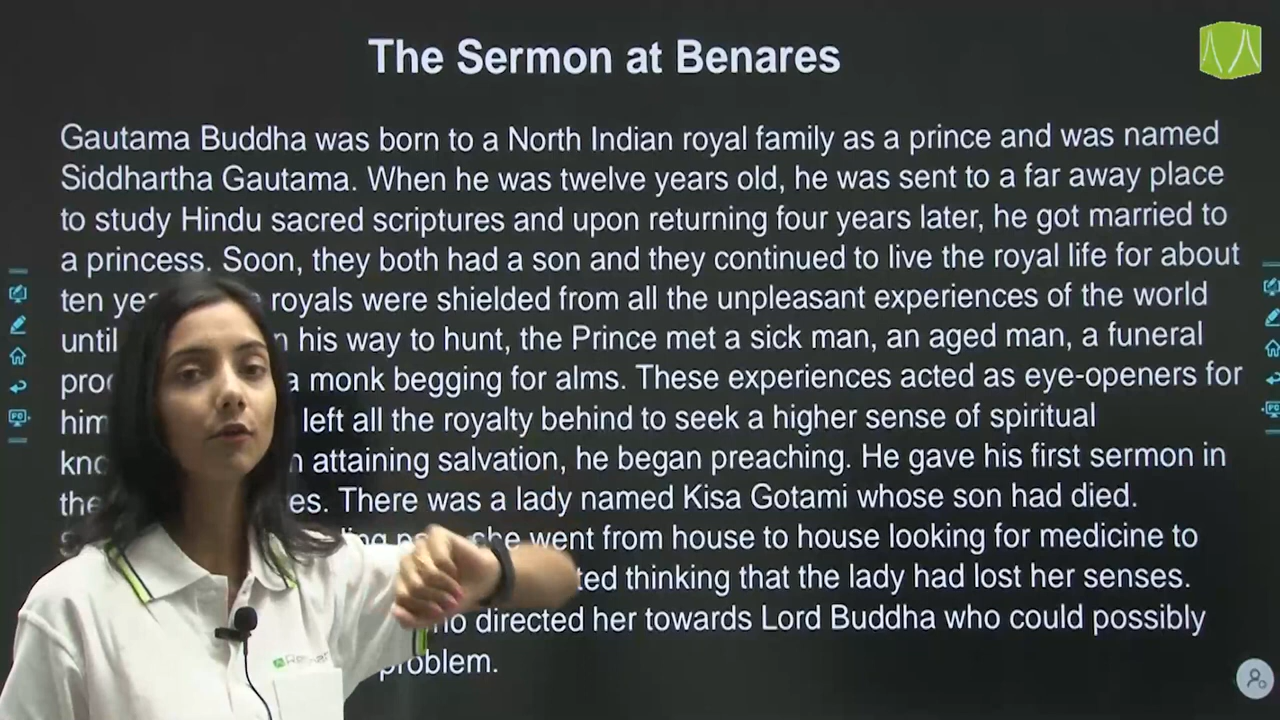 The Sermon at Benares
Gautama Buddha was born to a North Indian royal family as a prince and was named
Siddhartha Gautama. When he was twelve years old, he was sent to a far away place
to study Hindu sacred scriptures and upon returning four years later, he got married to
a princess. Soon, they both had a son and they continued to live the royal life for about
ten royals were shielded from all the unpleasant experiences of the world
until his way to hunt, the Prince met a sick man, an aged man, a funeral
a monk begging for alms. These experiences acted as eye-openers for
him left all the royalty behind to seek a higher sense of spiritual
attaining salvation, he began preaching. He gave his first sermon in
There was a lady named Kisa Gotami whose son had died.
she went from house to house looking for medicine to
thinking that the lady had lost her senses.
directed her towards Lord Buddha who could possibly
problem.